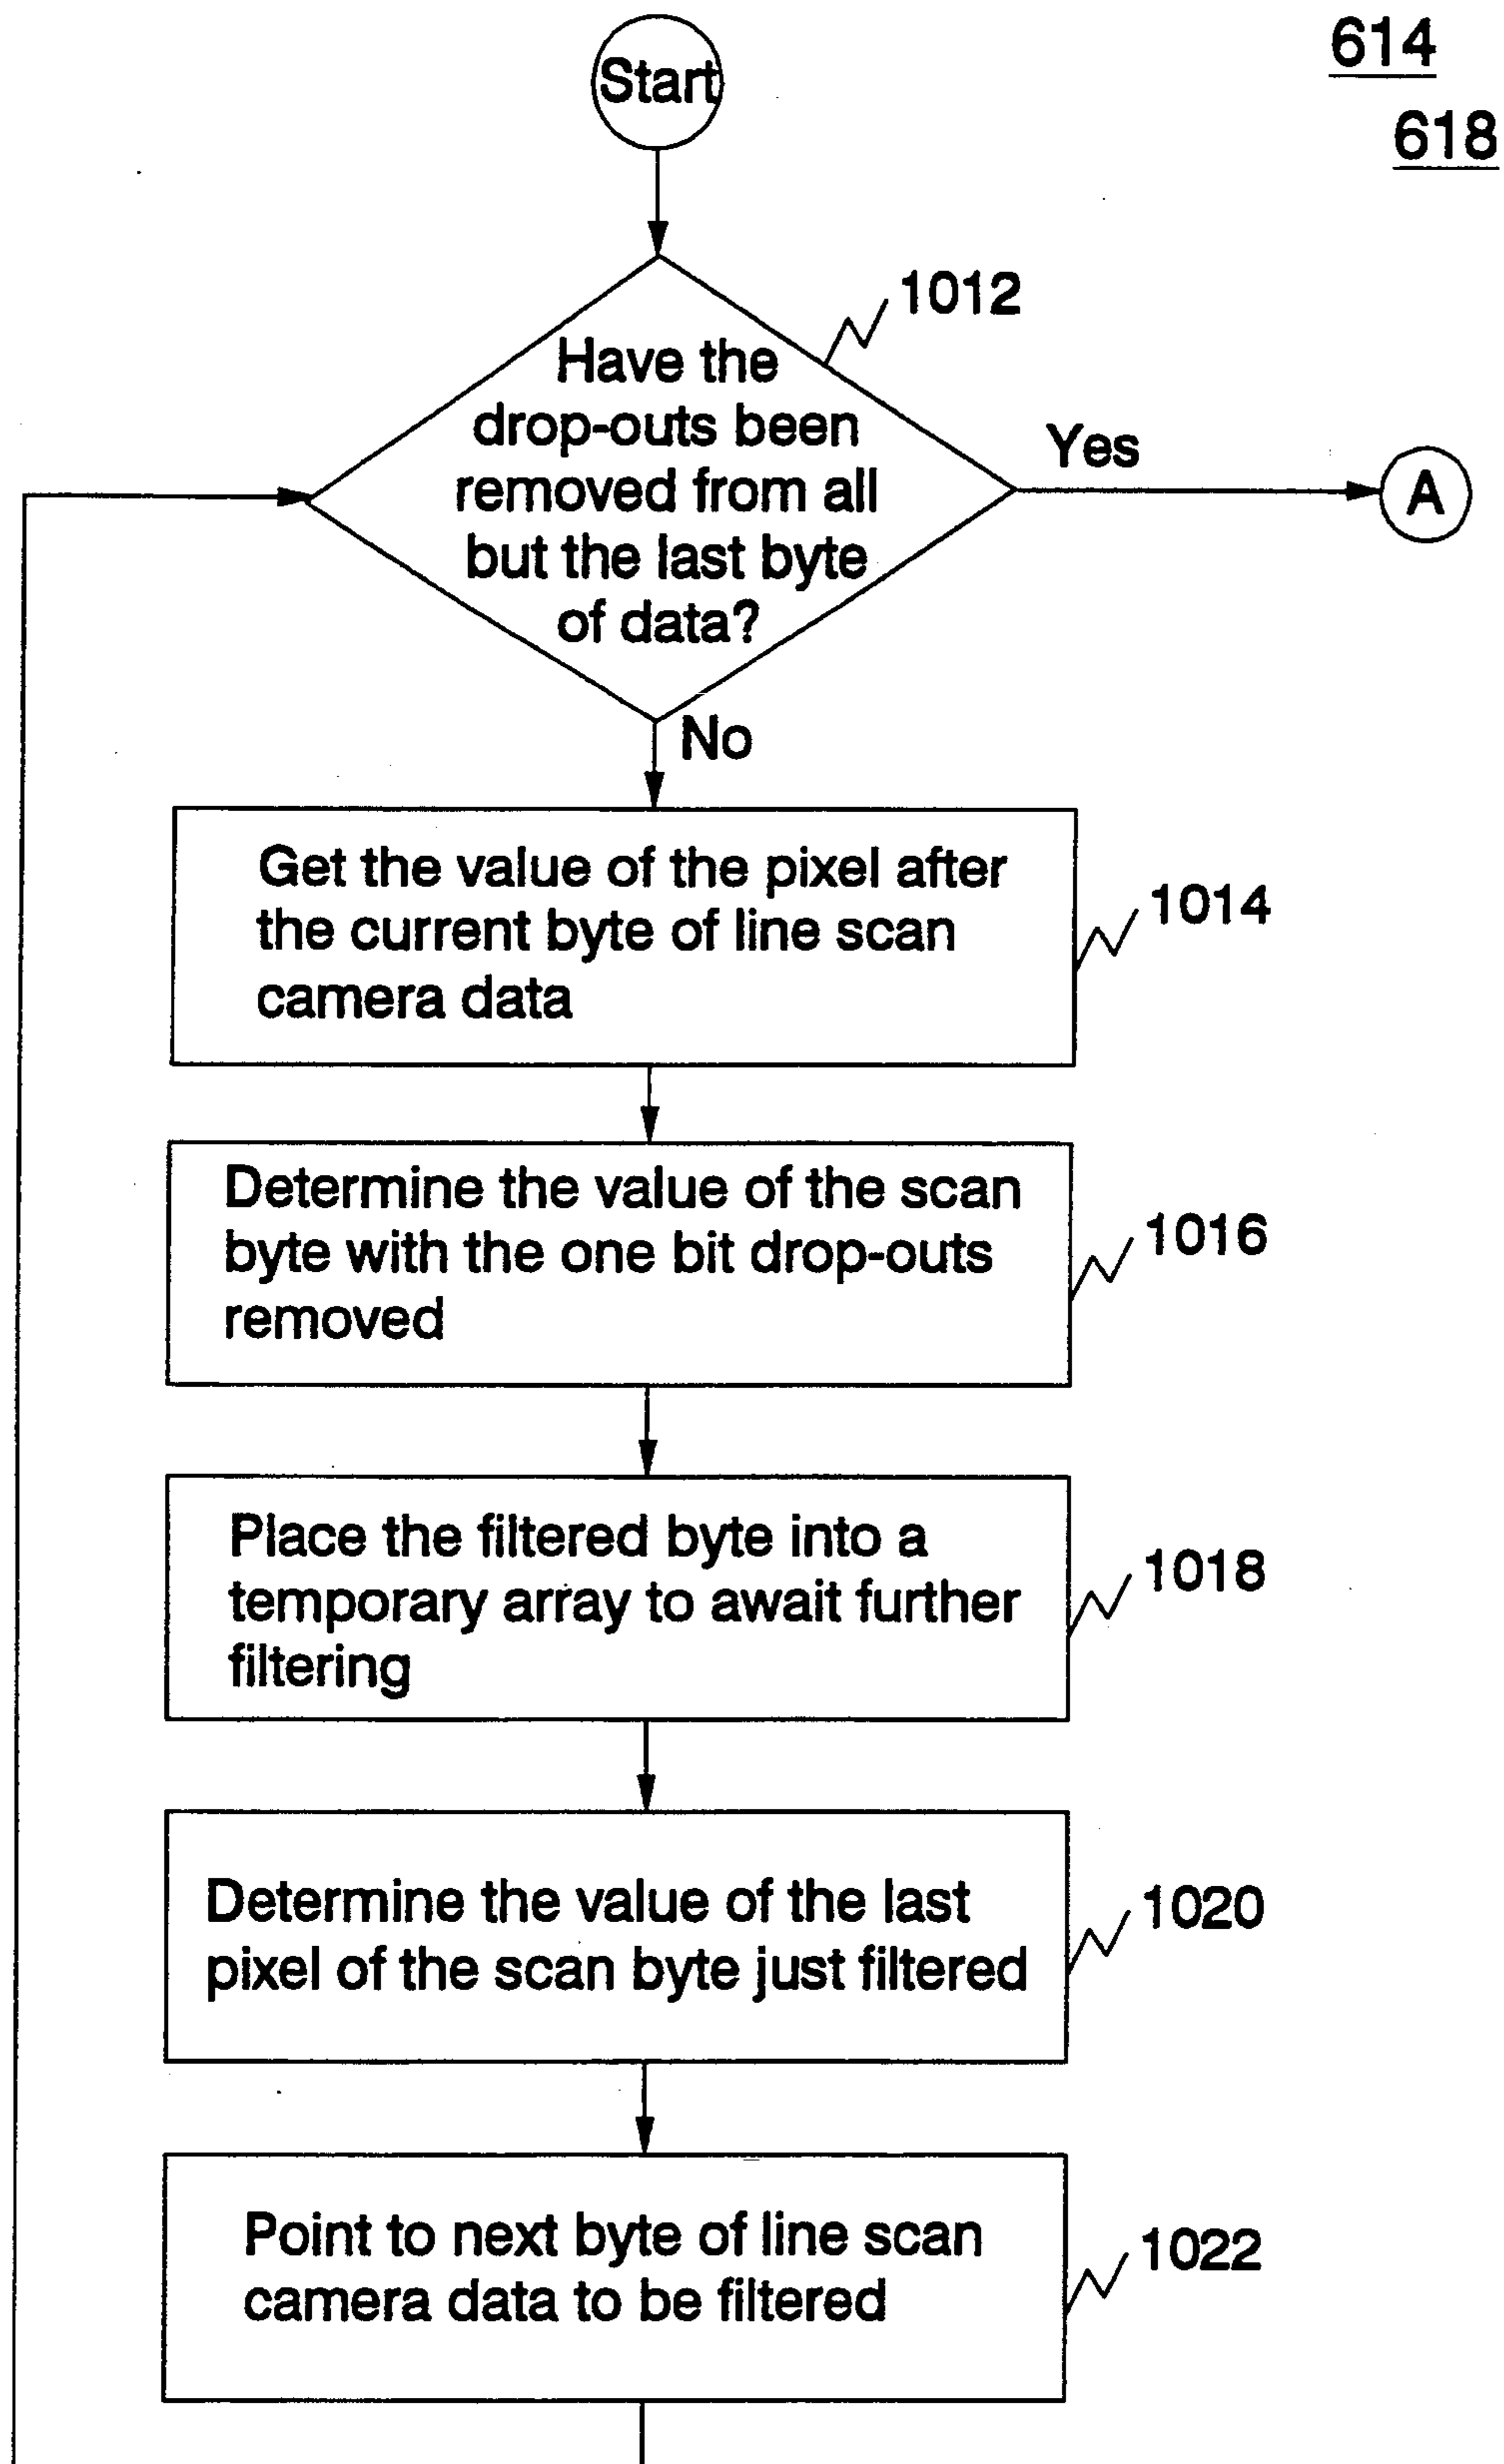 614
618
Start
1012
Have the
drop-outs been
removed from all
but the last byte
of data?
Yes
A
No
Get the value of the pixel after
the current byte of line scan
camera data
1014
Determine the value of the scan
byte with the one bit drop-outs
removed
1016
Place the filtered byte into a
temporary array to await further
filtering
1018
Determine the value of the last
pixel of the scan byte just filtered
1020
Point to next byte of line scan
camera data to be filtered
1022